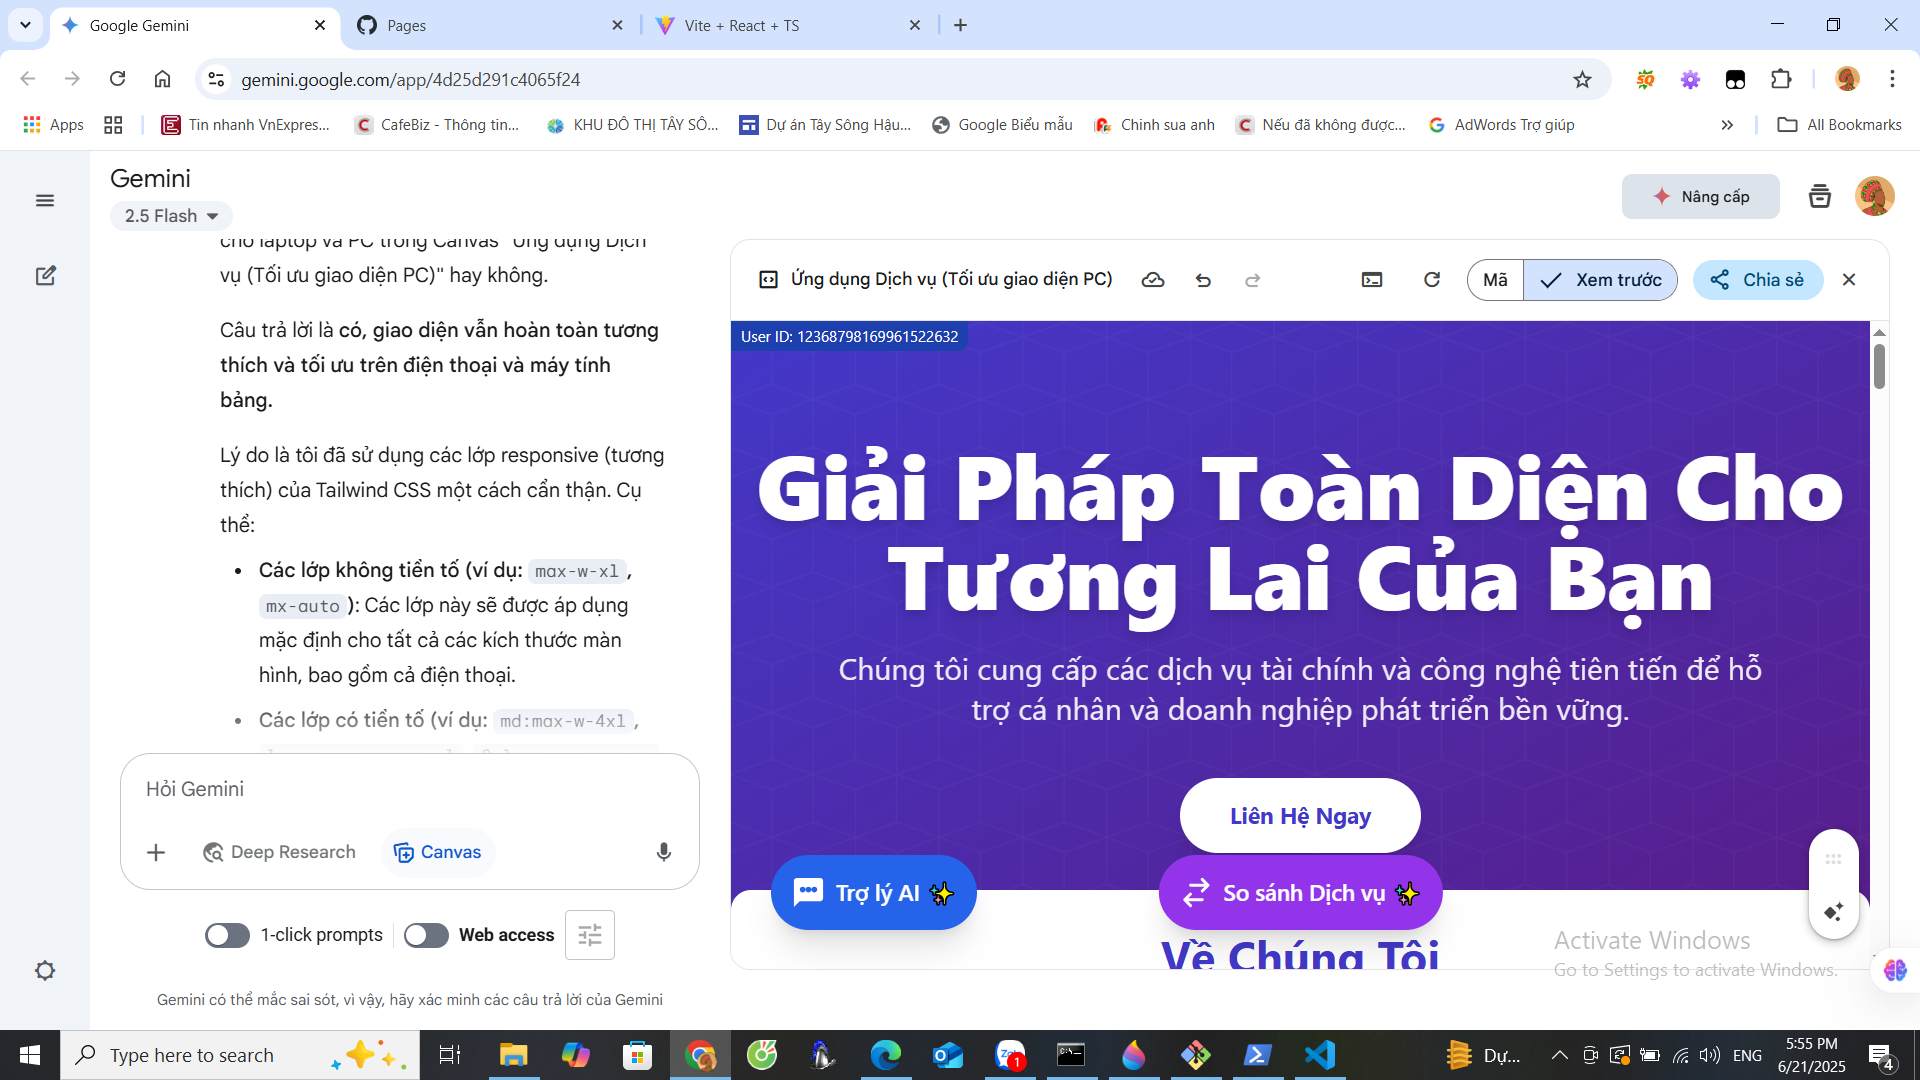 Google Gemini
Pages
Vite + React + TS
gemini.google.com/app/4d25d291c4065f24
Apps
Tin nhanh VnExpres...
CafeBiz - Thông tin...
KHU ĐÔ THỊ TÂY SÔ...
Dự án Tây Sông Hậu...
Google Biểu mẫu
Chinh sua anh
Nếu đã không được...
AdWords Trợ giúp
All Bookmarks
Gemini
2.5 Flash
Nâng cấp
cho laptop và PC trong Canvas "Ứng dụng Dịch
vụ (Tối ưu giao diện PC)" hay không.
Câu trả lời là có, giao diện vẫn hoàn toàn tương
thích và tối ưu trên điện thoại và máy tính
bảng.
Lý do là tôi đã sử dụng các lớp responsive (tương
thích) của Tailwind CSS một cách cẩn thận. Cụ
thể:
• Các lớp không tiền tố (ví dụ: max-w-xl,
mx-auto): Các lớp này sẽ được áp dụng
mặc định cho tất cả các kích thước màn
hình, bao gồm cả điện thoại.
• Các lớp có tiền tố (ví dụ: md:max-w-4xl,
Hỏi Gemini
Deep Research
Canvas
1-click prompts
Web access
Gemini có thể mắc sai sót, vì vậy, hãy xác minh các câu trả lời của Gemini
Ứng dụng Dịch vụ (Tối ưu giao diện PC)
Mã
Xem trước
Chia sẻ
User ID: 12368798169961522632
Giải Pháp Toàn Diện Cho
Tương Lai Của Bạn
Chúng tôi cung cấp các dịch vụ tài chính và công nghệ tiên tiến để hỗ
trợ cá nhân và doanh nghiệp phát triển bền vững.
Liên Hệ Ngay
Trợ lý AI ✨
So sánh Dịch vụ ✨
Về Chúng Tôi
Activate Windows
Go to Settings to activate Windows.
Type here to search
Zalo
1
Dự...
ENG
5:55 PM
6/21/2025
4